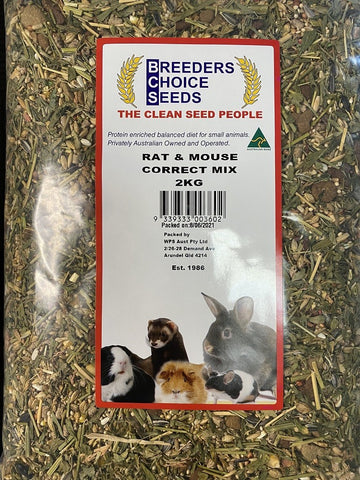 BREEDERS
CHOICE
SEEDS
B
C
S
THE CLEAN SEED PEOPLE
Protein enriched balanced diet for small animals.
Privately Australian Owned and Operated.
RAT & MOUSE
CORRECT MIX
2KG
9 339333 003602
Packed on:8/06/2021
Packed by
WPS Aust Pty Ltd
2/26-28 Demand Ave
Arundel Qld 4214
Est. 1986